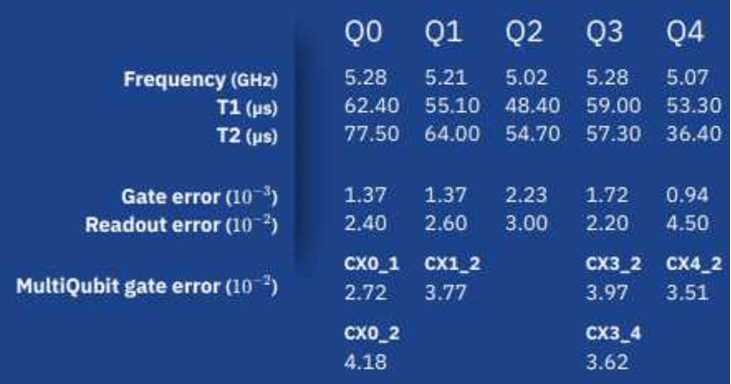 Q0 Q1 Q2 Q3 Q4
Frequency (GHz) 5.28 5.21 5.02 5.28 5.07
T1 (μs) 62.40 55.10 48.40 59.00 53.30
T2 (μs) 77.50 64.00 54.70 57.30 36.40
Gate error (10⁻³) 1.37 1.37 2.23 1.72 0.94
Readout error (10⁻²) 2.40 2.60 3.00 2.20 4.50
CX0_1 CX1_2 CX3_2 CX4_2
MultiQubit gate error (10⁻²) 2.72 3.77 3.97 3.51
CX0_2 CX3_4
4.18 3.62